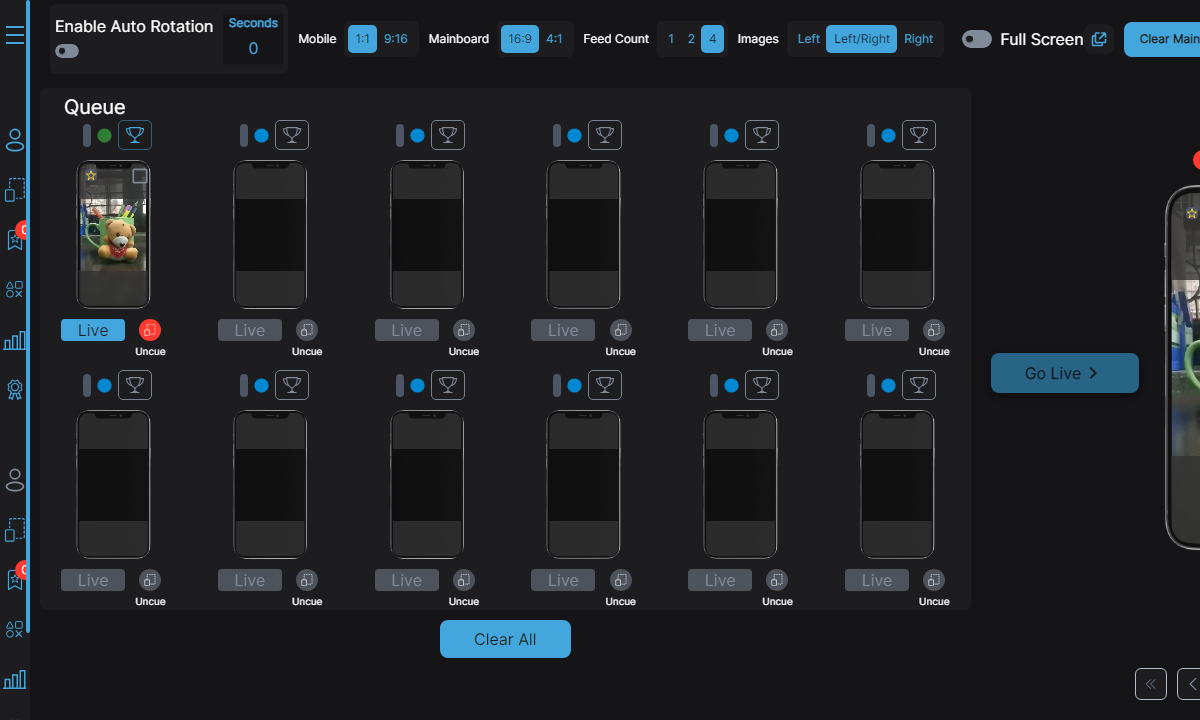 Enable Auto Rotation
Seconds
0
Mobile 1:1 9:16 Mainboard 16:9 4:1 Feed Count 1 2 4 Images Left Left/Right Right Full Screen Clear Main
Queue
Live Live Live Live Live Live
Uncue Uncue Uncue Uncue Uncue Uncue
Go Live
Live Live Live Live Live Live
Uncue Uncue Uncue Uncue Uncue Uncue
Clear All